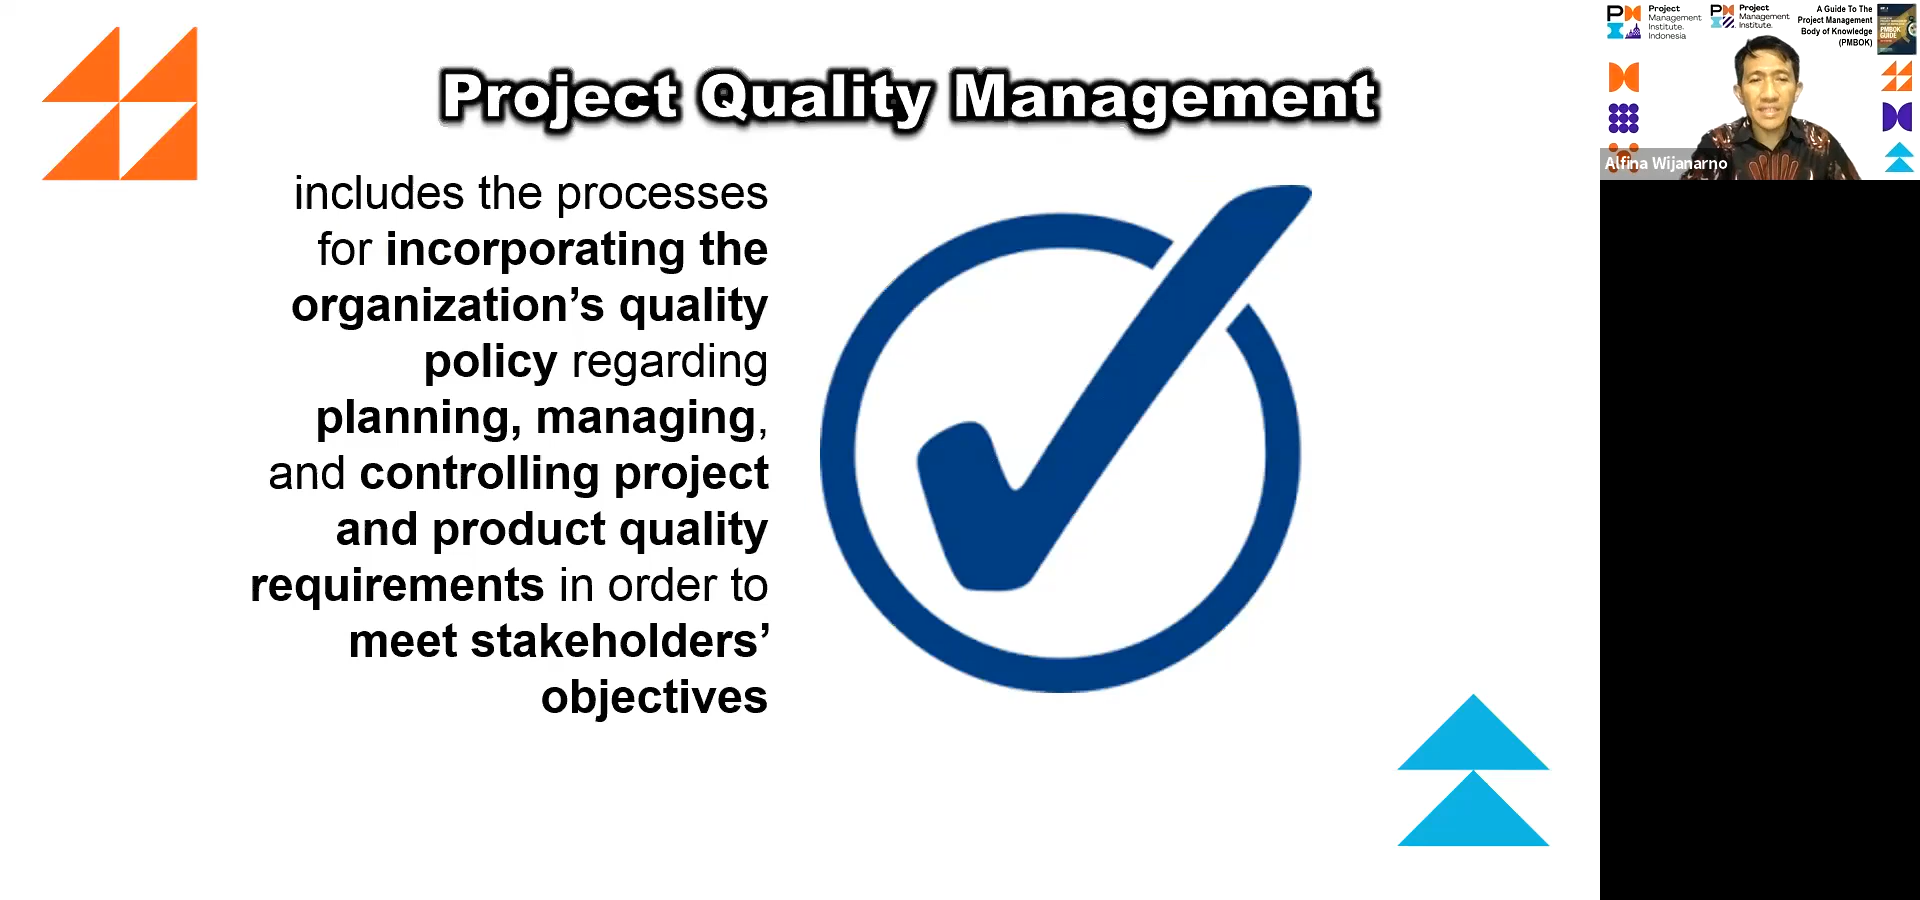 Project Quality Management
includes the processes
for incorporating the
organization’s quality
policy regarding
planning, managing,
and controlling project
and product quality
requirements in order to
meet stakeholders’
objectives
Project
Management
Institute.
Indonesia
Project
Management
Institute.
A Guide To The
Project Management
Body of Knowledge
(PMBOK)
PMBOK
GUIDE
Alfina Wijanarno